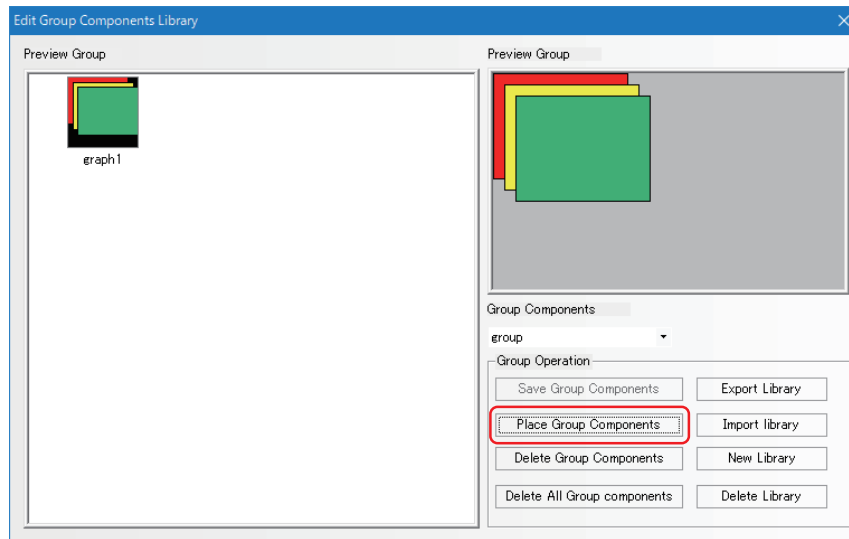 Edit Group Components Library
Preview Group
graph1
Preview Group
Group Components
group
Group Operation
Save Group Components
Export Library
Place Group Components
Import library
Delete Group Components
New Library
Delete All Group components
Delete Library